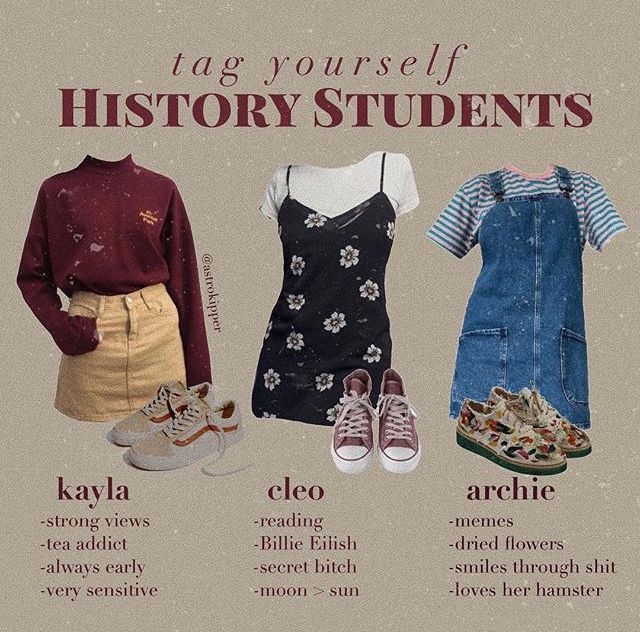 tag yourself
HISTORY STUDENTS
@astrokipper
kayla
-strong views
-tea addict
-always early
-very sensitive
cleo
-reading
-Billie Eilish
-secret bitch
-moon > sun
archie
-memes
-dried flowers
-smiles through shit
-loves her hamster